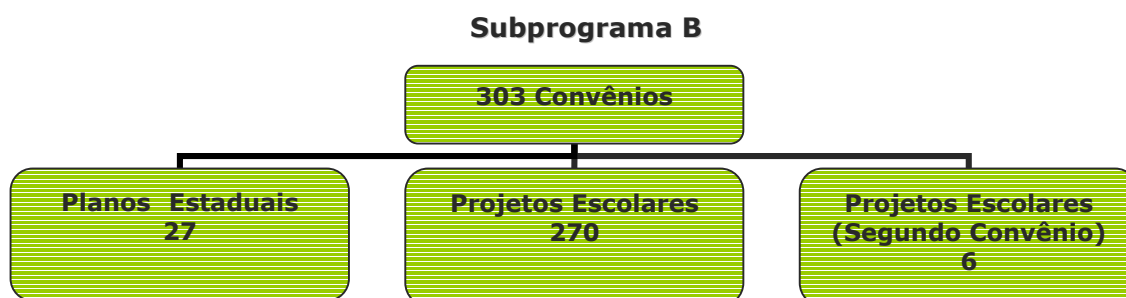 Subprograma B
303 Convênios
Planos Estaduais
27
Projetos Escolares
270
Projetos Escolares
(Segundo Convênio)
6